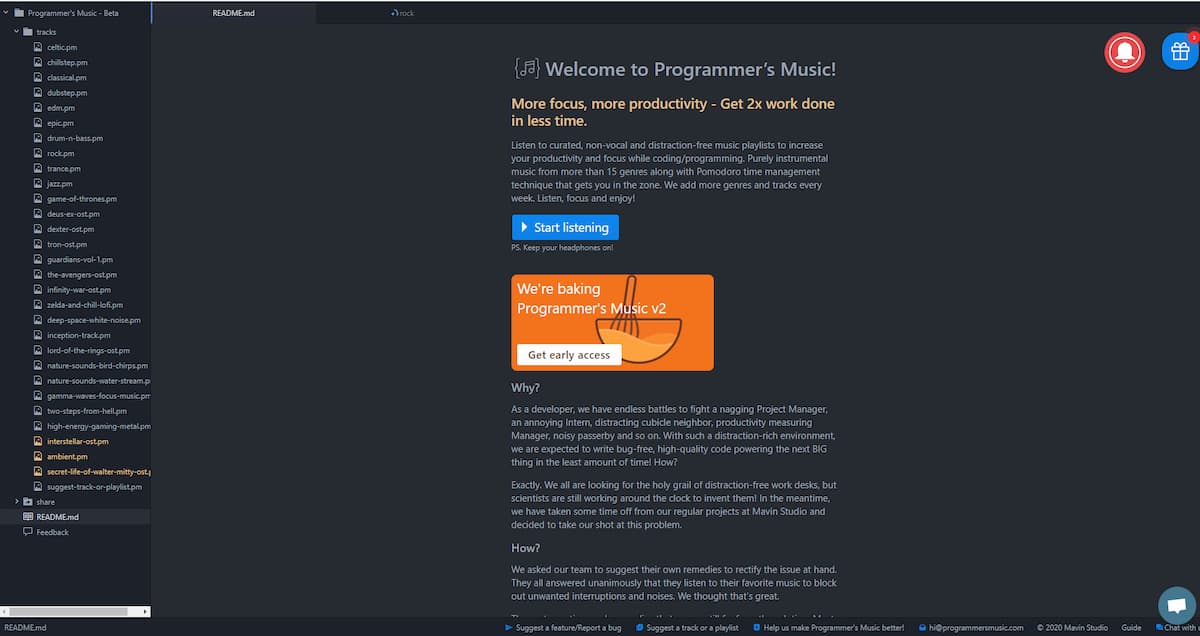 Programmer's Music - Beta
README.md
rock
tracks
celtic.pm
chillstep.pm
classical.pm
dubstep.pm
edm.pm
epic.pm
drum-n-bass.pm
rock.pm
trance.pm
jazz.pm
game-of-thrones.pm
deus-ex-ost.pm
dexter-ost.pm
tron-ost.pm
guardians-vol-1.pm
the-avengers-ost.pm
infinity-war-ost.pm
zelda-and-chill-lofi.pm
deep-space-white-noise.pm
inception-track.pm
lord-of-the-rings-ost.pm
nature-sounds-bird-chirps.pm
nature-sounds-water-stream.p
gamma-waves-focus-music.pm
two-steps-from-hell.pm
high-energy-gaming-metal.pm
interstellar-ost.pm
ambient.pm
secret-life-of-walter-mitty-ost.p
suggest-track-or-playlist.pm
share
README.md
Feedback
Welcome to Programmer’s Music!
More focus, more productivity - Get 2x work done
in less time.
Listen to curated, non-vocal and distraction-free music playlists to increase
your productivity and focus while coding/programming. Purely instrumental
music from more than 15 genres along with Pomodoro time management
technique that gets you in the zone. We add more genres and tracks every
week. Listen, focus and enjoy!
Start listening
PS. Keep your headphones on!
We're baking
Programmer's Music v2
Get early access
Why?
As a developer, we have endless battles to fight a nagging Project Manager,
an annoying Intern, distracting cubicle neighbor, productivity measuring
Manager, noisy passerby and so on. With such a distraction-rich environment,
we are expected to write bug-free, high-quality code powering the next BIG
thing in the least amount of time! How?
Exactly. We all are looking for the holy grail of distraction-free work desks, but
scientists are still working around the clock to invent them! In the meantime,
we have taken some time off from our regular projects at Mavin Studio and
decided to take our shot at this problem.
How?
We asked our team to suggest their own remedies to rectify the issue at hand.
They all answered unanimously that they listen to their favorite music to block
out unwanted interruptions and noises. We thought that's great.
2
README.md
Suggest a feature/Report a bug
Suggest a track or a playlist
Help us make Programmer's Music better!
hi@programmersmusic.com
© 2020 Mavin Studio
Guide
Chat with